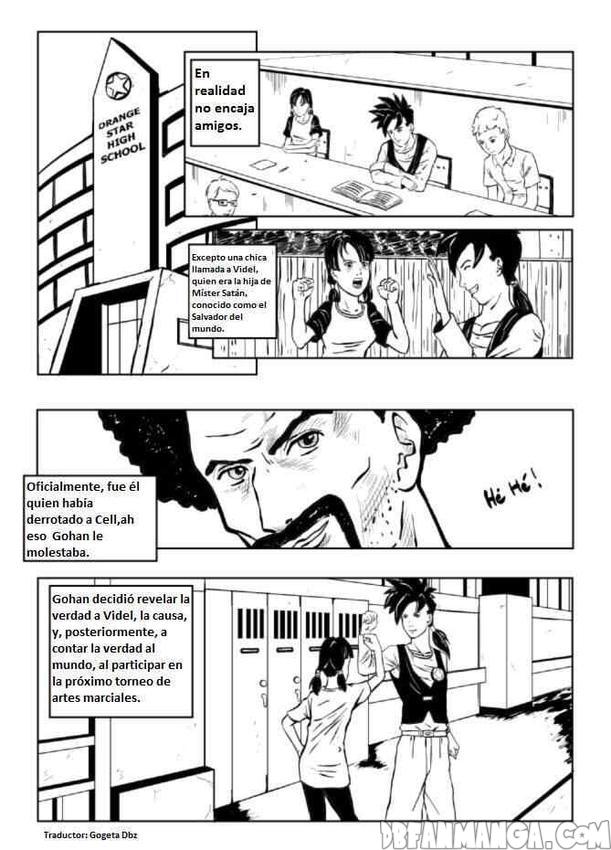 ORANGE
STAR
HIGH
SCHOOL
En
realidad
no encaja
amigos.
Excepto una chica
llamada a Videl,
quien era la hija de
Míster Satán,
conocido como el
Salvador del
mundo.
Oficialmente, fue él
quien había
derrotado a Cell,ah
eso Gohan le
molestaba.
Hé Hé!
Gohan decidió revelar la
verdad a Videl, la causa,
y, posteriormente, a
contar la verdad al
mundo, al participar en
la próximo torneo de
artes marciales.
Traductor: Gogeta Dbz
DBFANMANGA.COM